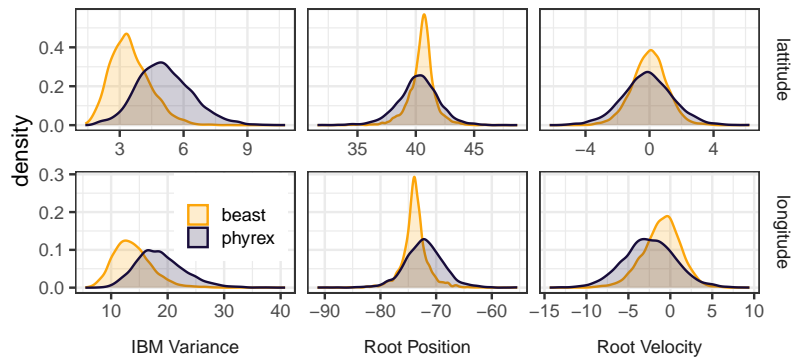 density
0.4
0.2
0.0
3 6 9
35 40 45
−4 0 4
lattitude
0.3
0.2
0.1
0.0
beast
phyrex
10 20 30 40
−90 −80 −70 −60
−15 −10 −5 0 5 10
longitude
IBM Variance
Root Position
Root Velocity